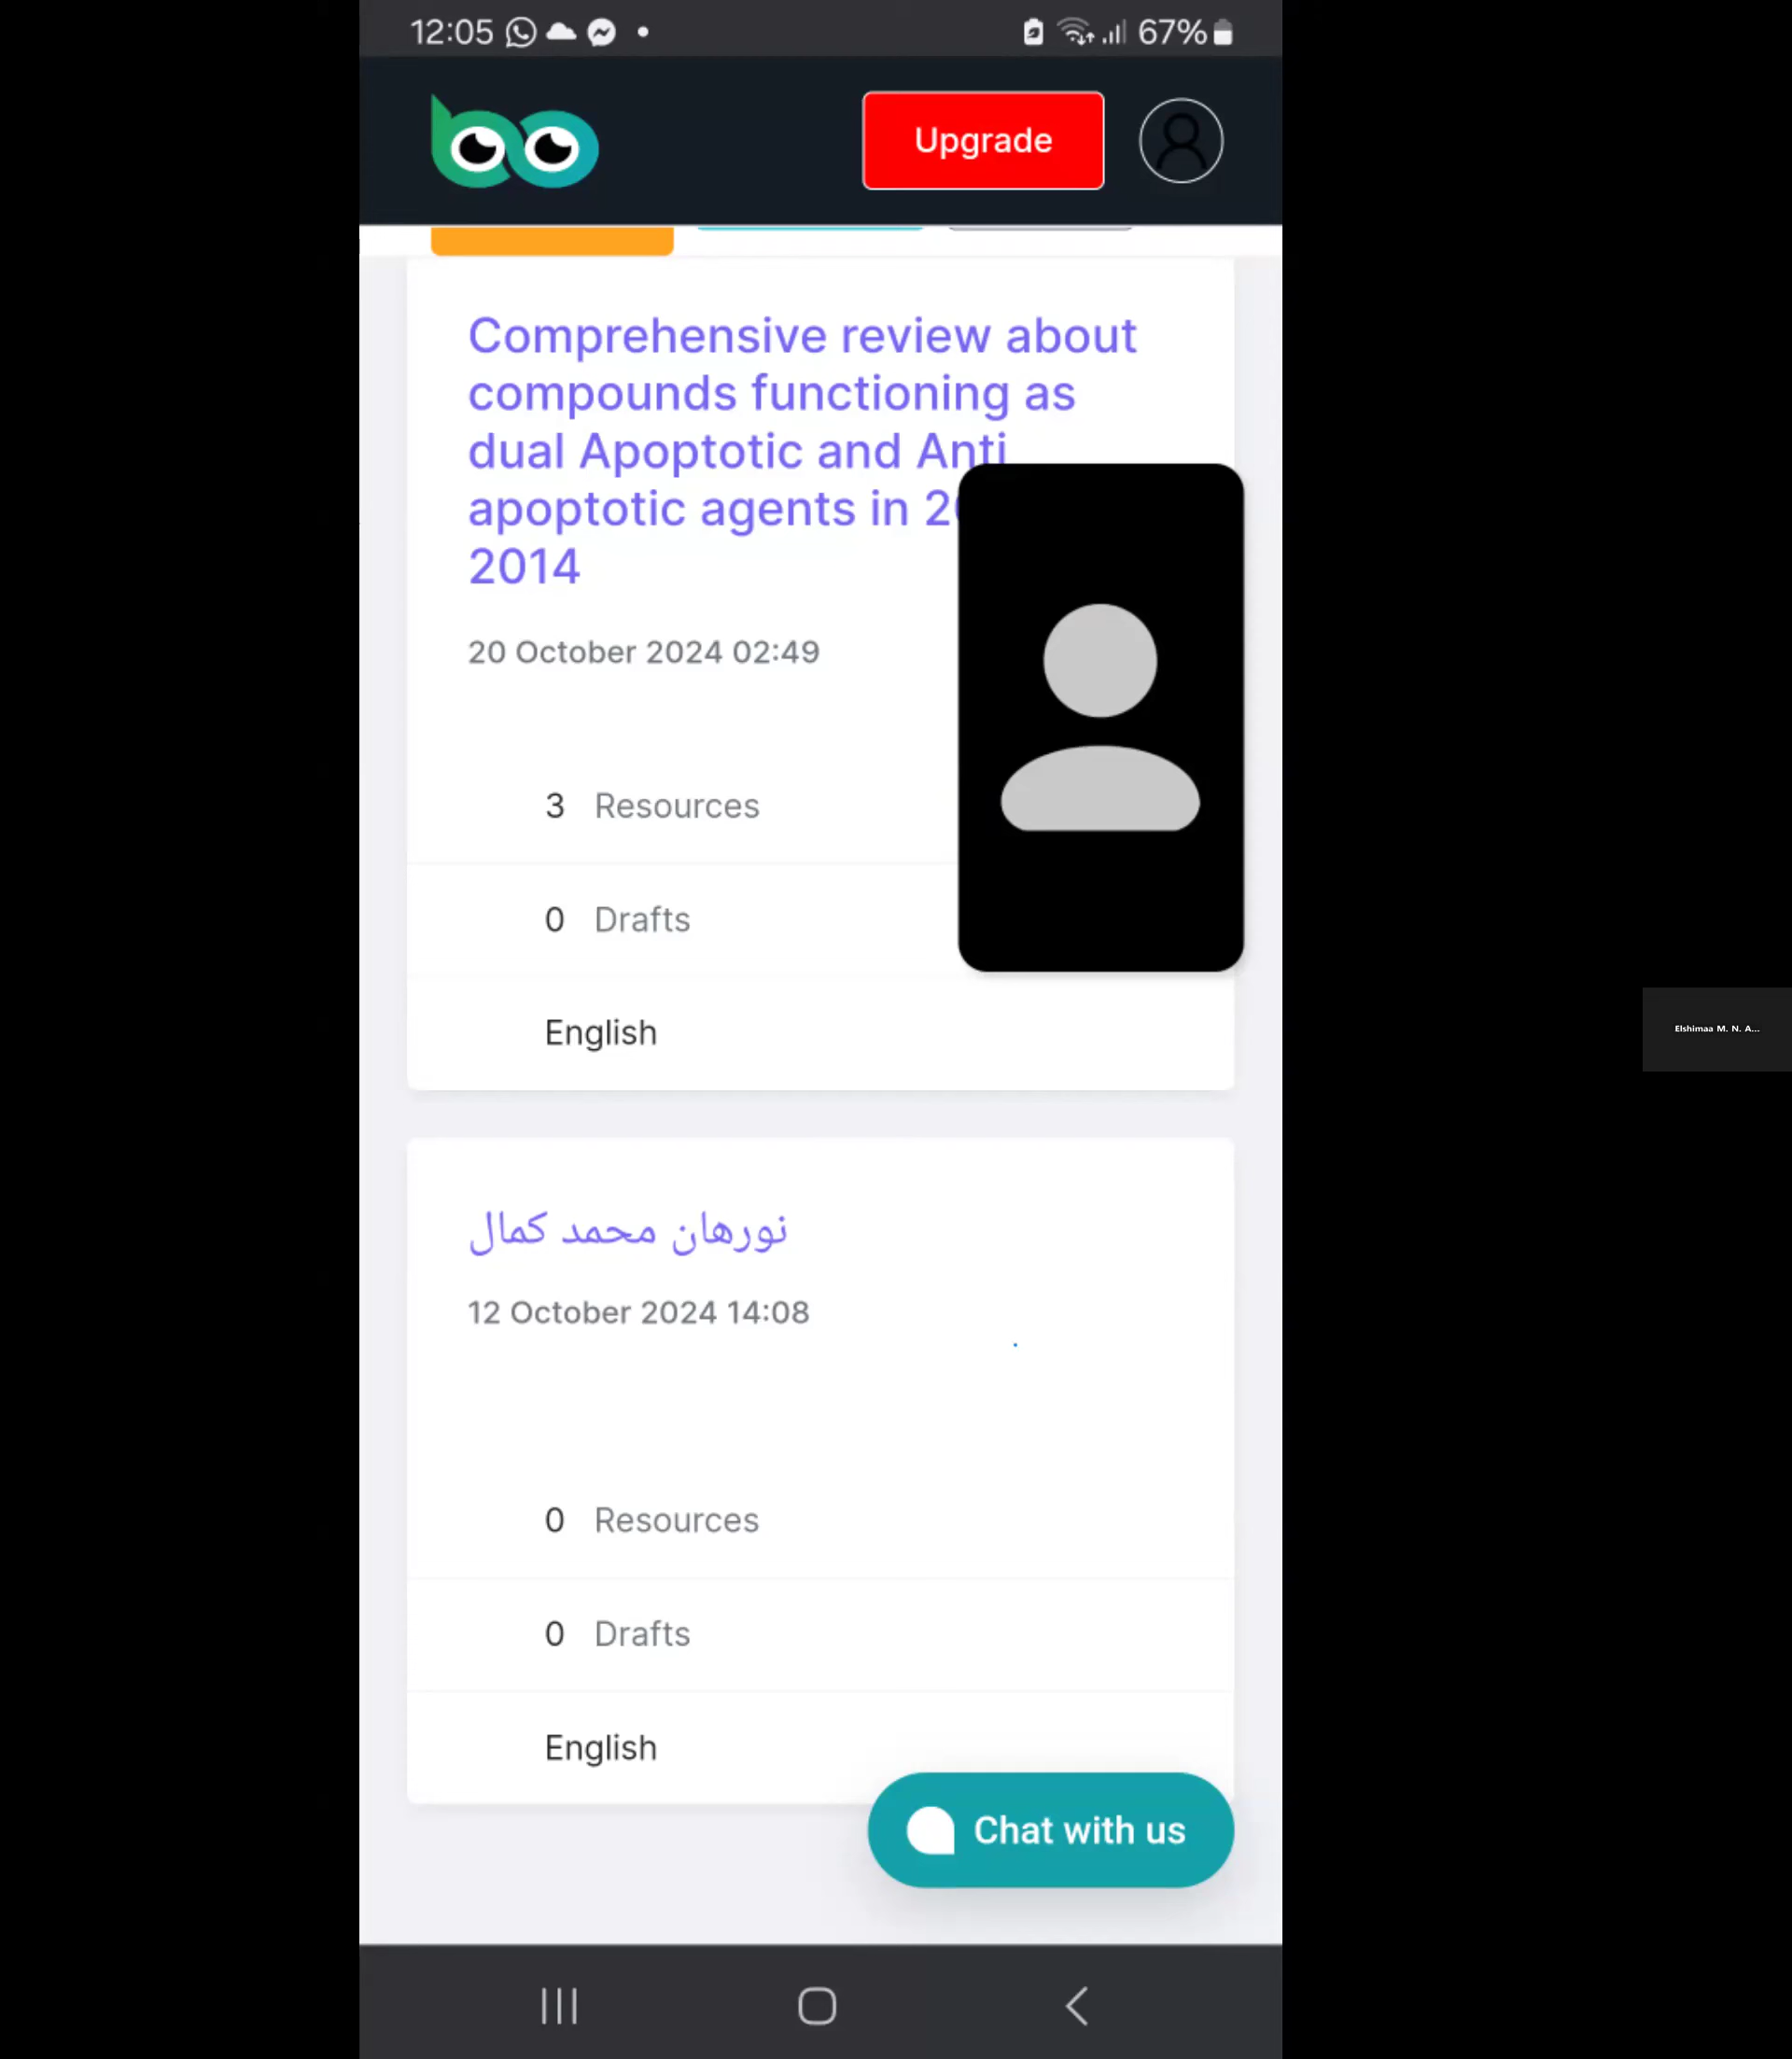 12:05
67%
Upgrade
Comprehensive review about
compounds functioning as
dual Apoptotic and Anti
apoptotic agents in
2014
20 October 2024 02:49
3 Resources
0 Drafts
English
نورهان محمد كمال
12 October 2024 14:08
0 Resources
0 Drafts
English
Chat with us
Elshimaa M. N. A...